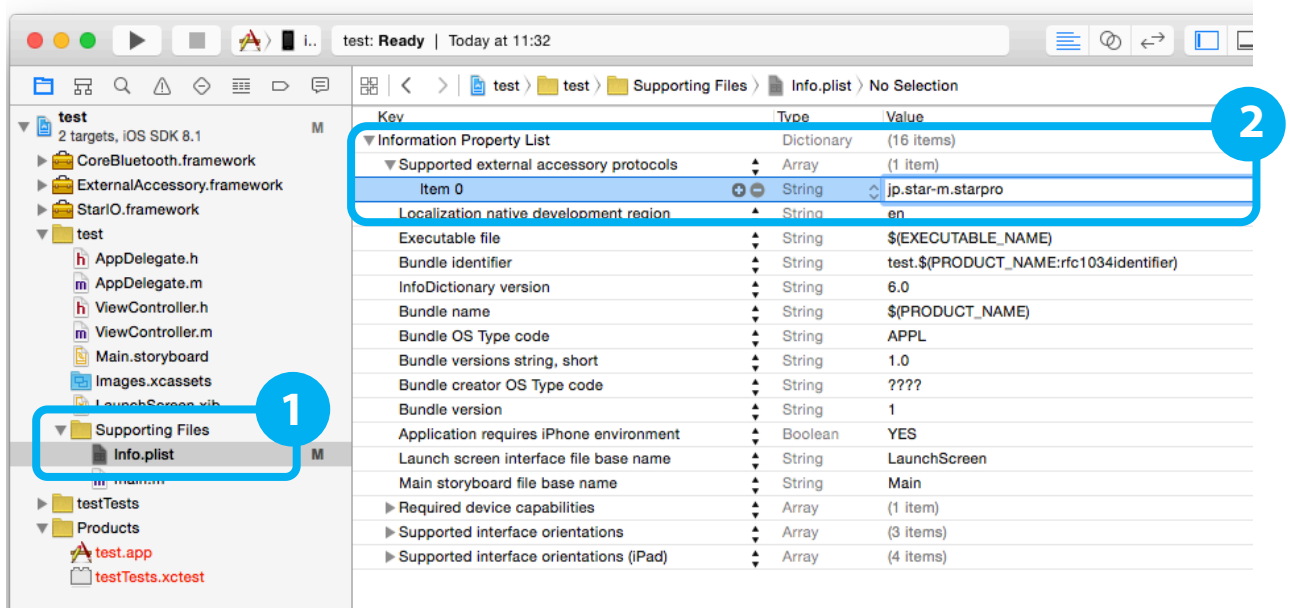 i.. test: Ready | Today at 11:32
test 〉 test 〉 Supporting Files 〉 Info.plist 〉 No Selection
test
2 targets, iOS SDK 8.1 M
CoreBluetooth.framework
ExternalAccessory.framework
StarIO.framework
test
h AppDelegate.h
m AppDelegate.m
h ViewController.h
m ViewController.m
Main.storyboard
Images.xcassets
LaunchScreen.xib
1
Supporting Files
Info.plist M
m main.m
testTests
Products
test.app
testTests.xctest
2
Key Type Value
Information Property List Dictionary (16 items)
Supported external accessory protocols Array (1 item)
Item 0 String jp.star-m.starpro
Localization native development region String en
Executable file String $(EXECUTABLE_NAME)
Bundle identifier String test.$(PRODUCT_NAME:rfc1034identifier)
InfoDictionary version String 6.0
Bundle name String $(PRODUCT_NAME)
Bundle OS Type code String APPL
Bundle versions string, short String 1.0
Bundle creator OS Type code String ????
Bundle version String 1
Application requires iPhone environment Boolean YES
Launch screen interface file base name String LaunchScreen
Main storyboard file base name String Main
Required device capabilities Array (1 item)
Supported interface orientations Array (3 items)
Supported interface orientations (iPad) Array (4 items)